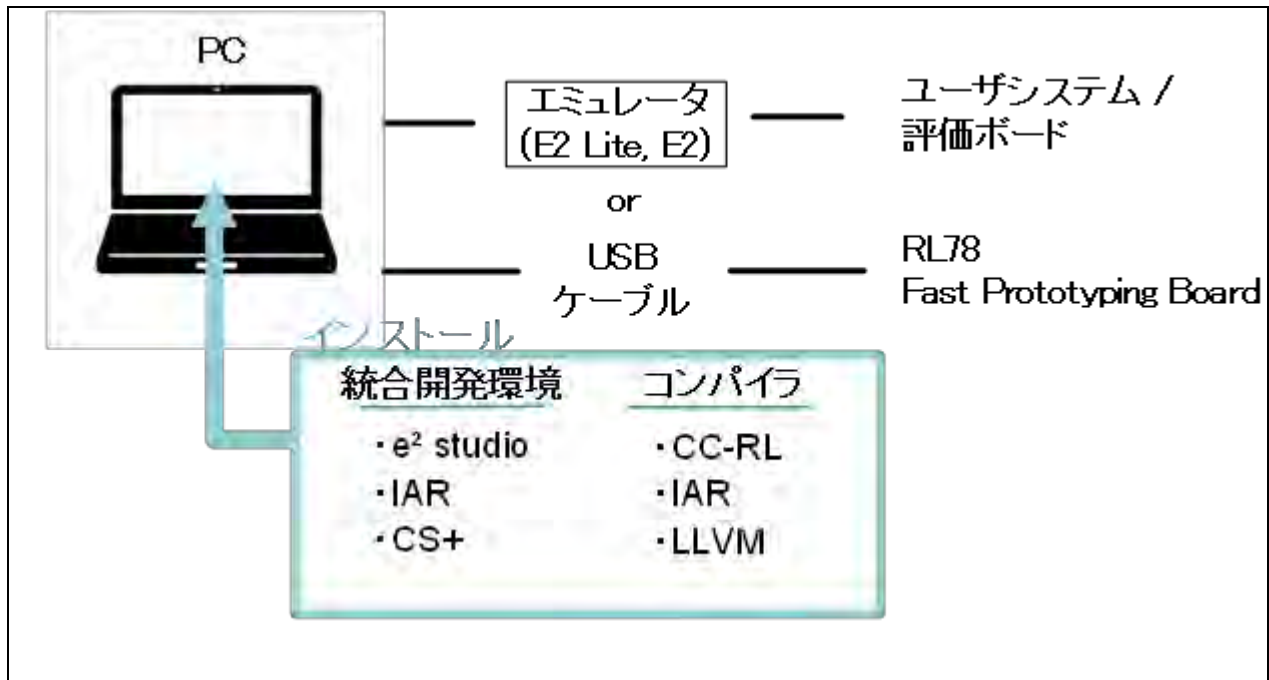 PC
エミュレータ
(E2 Lite, E2)
ユーザシステム /
評価ボード
or
USB
ケーブル
RL78
Fast Prototyping Board
インストール
統合開発環境
・e² studio
・IAR
・CS+
コンパイラ
・CC-RL
・IAR
・LLVM